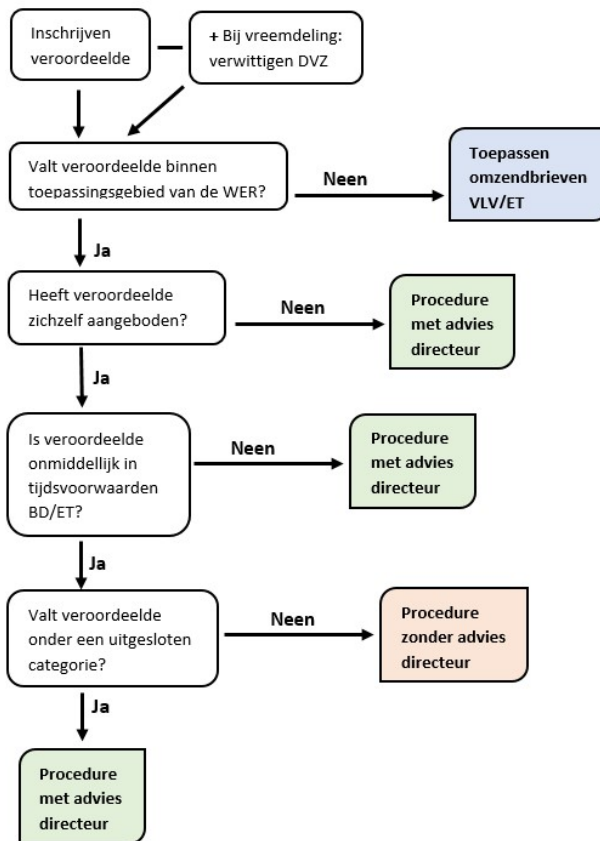 Inschrijven
veroordeelde
+ Bij vreemdeling:
verwittigen DVZ
Valt veroordeelde binnen
toepassingsgebied van de WER?
Neen
Toepassen
omzendbrieven
VLV/ET
Ja
Heeft veroordeelde
zichzelf aangeboden?
Neen
Procedure
met advies
directeur
Ja
Is veroordeelde
onmiddellijk in
tijdsvoorwaarden
BD/ET?
Neen
Procedure
met advies
directeur
Ja
Valt veroordeelde
onder een uitgesloten
categorie?
Neen
Procedure
zonder advies
directeur
Ja
Procedure
met advies
directeur